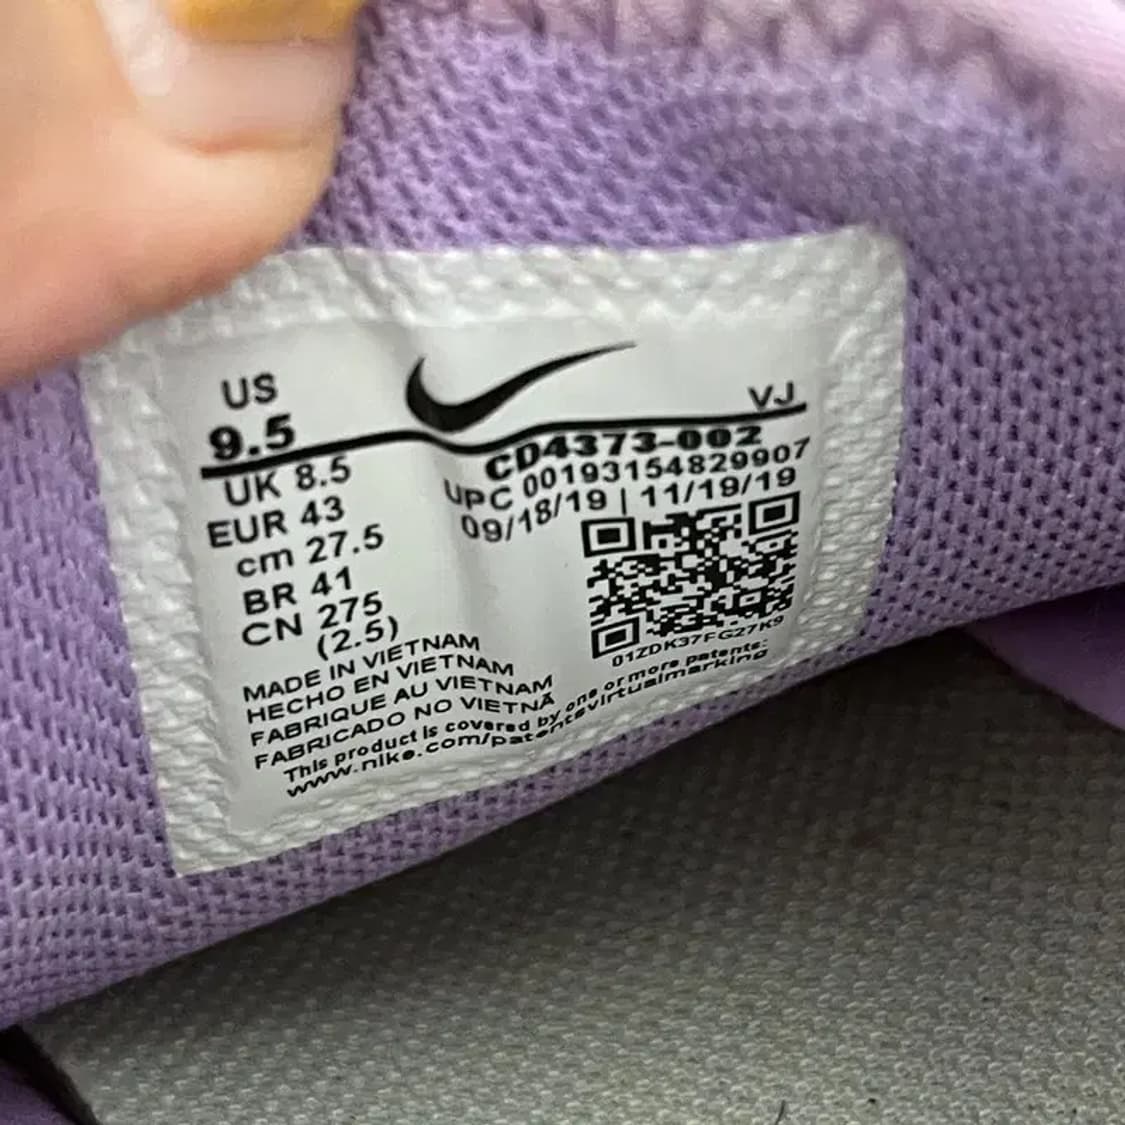 US
9.5
UK 8.5
EUR 43
cm 27.5
BR 41
CN 275
(2.5)
VJ
CD4373-002
UPC 00193154829907
09/18/19 | 11/19/19
01ZDK37FG27K9
MADE IN VIETNAM
HECHO EN VIETNAM
FABRIQUE AU VIETNAM
FABRICADO NO VIETNÃ
This product is covered by one or more patents:
www.nike.com/patentsvirtualmarking